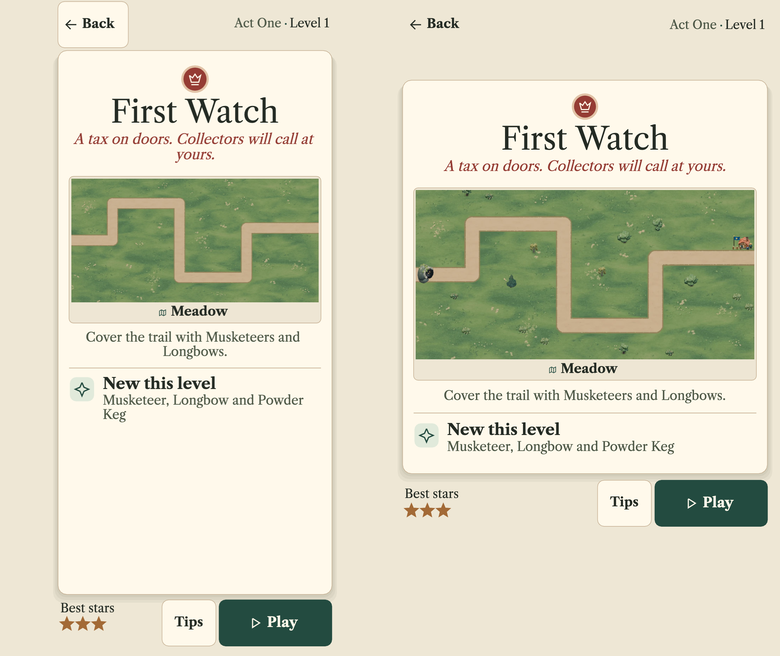 Back
Act One · Level 1
First Watch
A tax on doors. Collectors will call at
yours.
Meadow
Cover the trail with Musketeers and
Longbows.
New this level
Musketeer, Longbow and Powder
Keg
Best stars
Tips
Play
Back
Act One · Level 1
First Watch
A tax on doors. Collectors will call at yours.
Meadow
Cover the trail with Musketeers and Longbows.
New this level
Musketeer, Longbow and Powder Keg
Best stars
Tips
Play